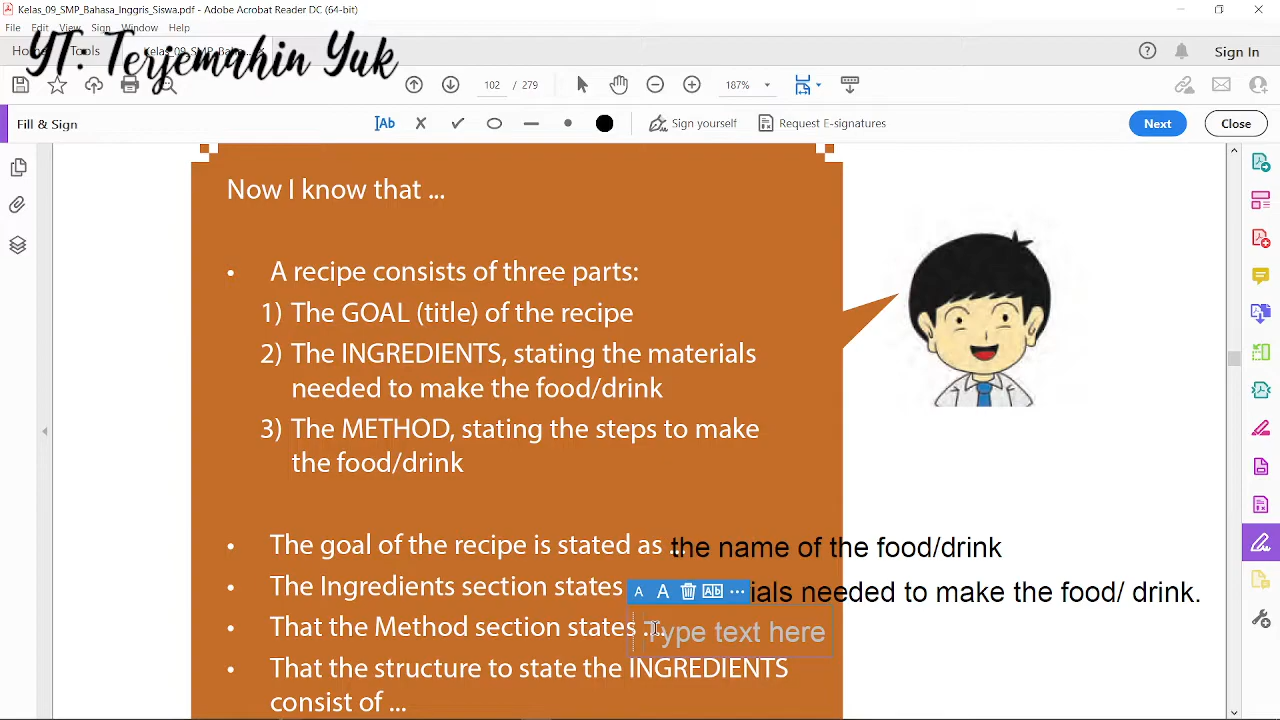 Kelas_09_SMP_Bahasa_Inggris_Siswa.pdf - Adobe Acrobat Reader DC (64-bit)
File Edit View Sign Window Help
Home Tools Kelas_09_SMP_Baha...
YT: Terjemahin Yuk
Sign In
102 / 279
187%
Fill & Sign
Ab
Sign yourself
Request E-signatures
Next
Close
Now I know that ...
• A recipe consists of three parts:
1) The GOAL (title) of the recipe
2) The INGREDIENTS, stating the materials
needed to make the food/drink
3) The METHOD, stating the steps to make
the food/drink
• The goal of the recipe is stated as ... the name of the food/drink
• The Ingredients section states
A A Ab ...
ials needed to make the food/ drink.
• That the Method section states ...
Type text here
• That the structure to state the INGREDIENTS
consist of ...